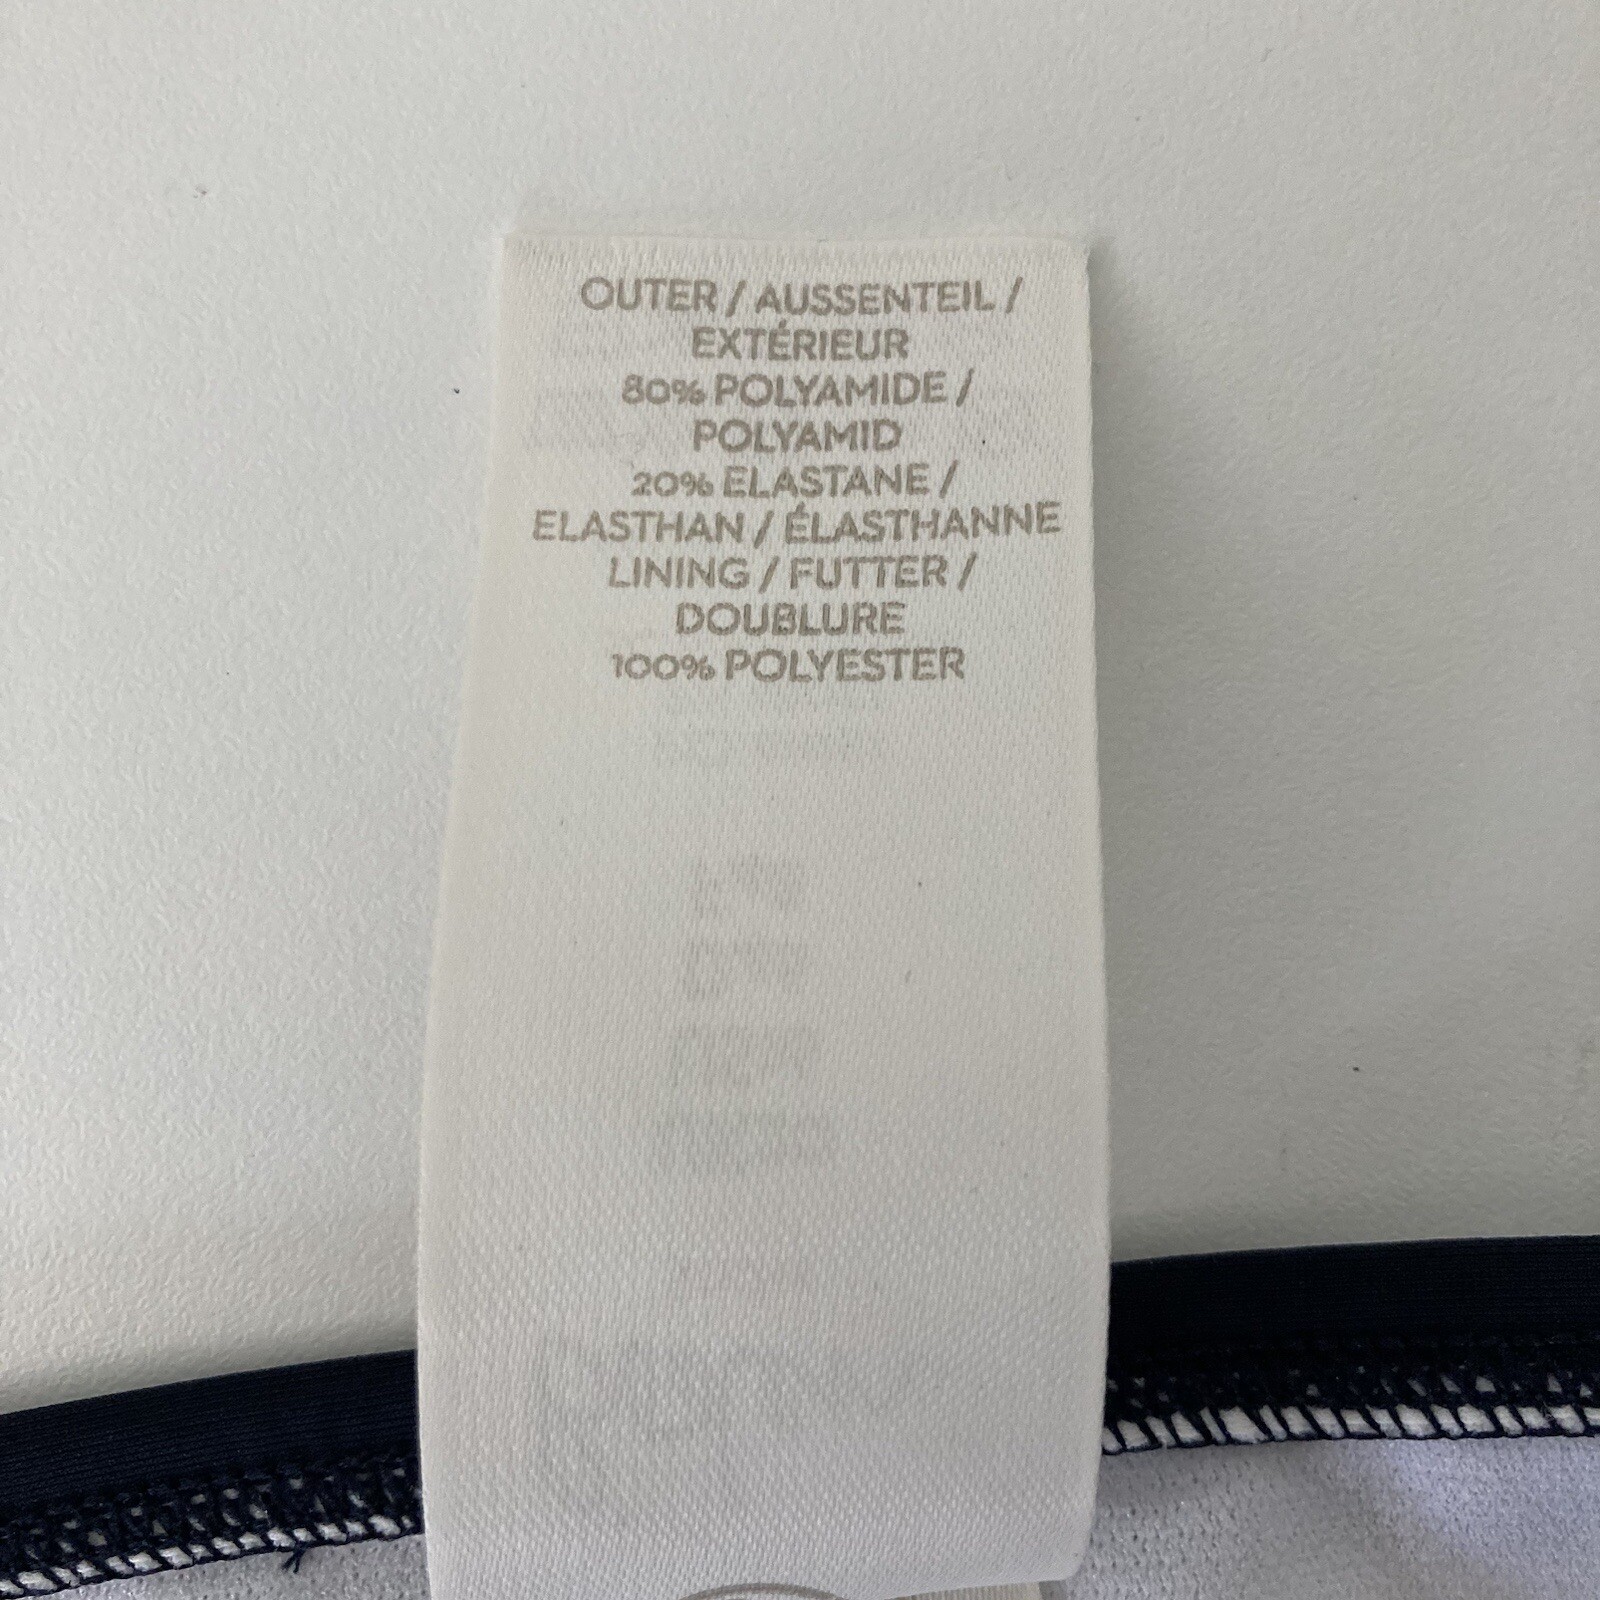 OUTER / AUSSENTEIL /
EXTÉRIEUR
80% POLYAMIDE /
POLYAMID
20% ELASTANE /
ELASTHAN / ÉLASTHANNE
LINING / FUTTER /
DOUBLURE
100% POLYESTER